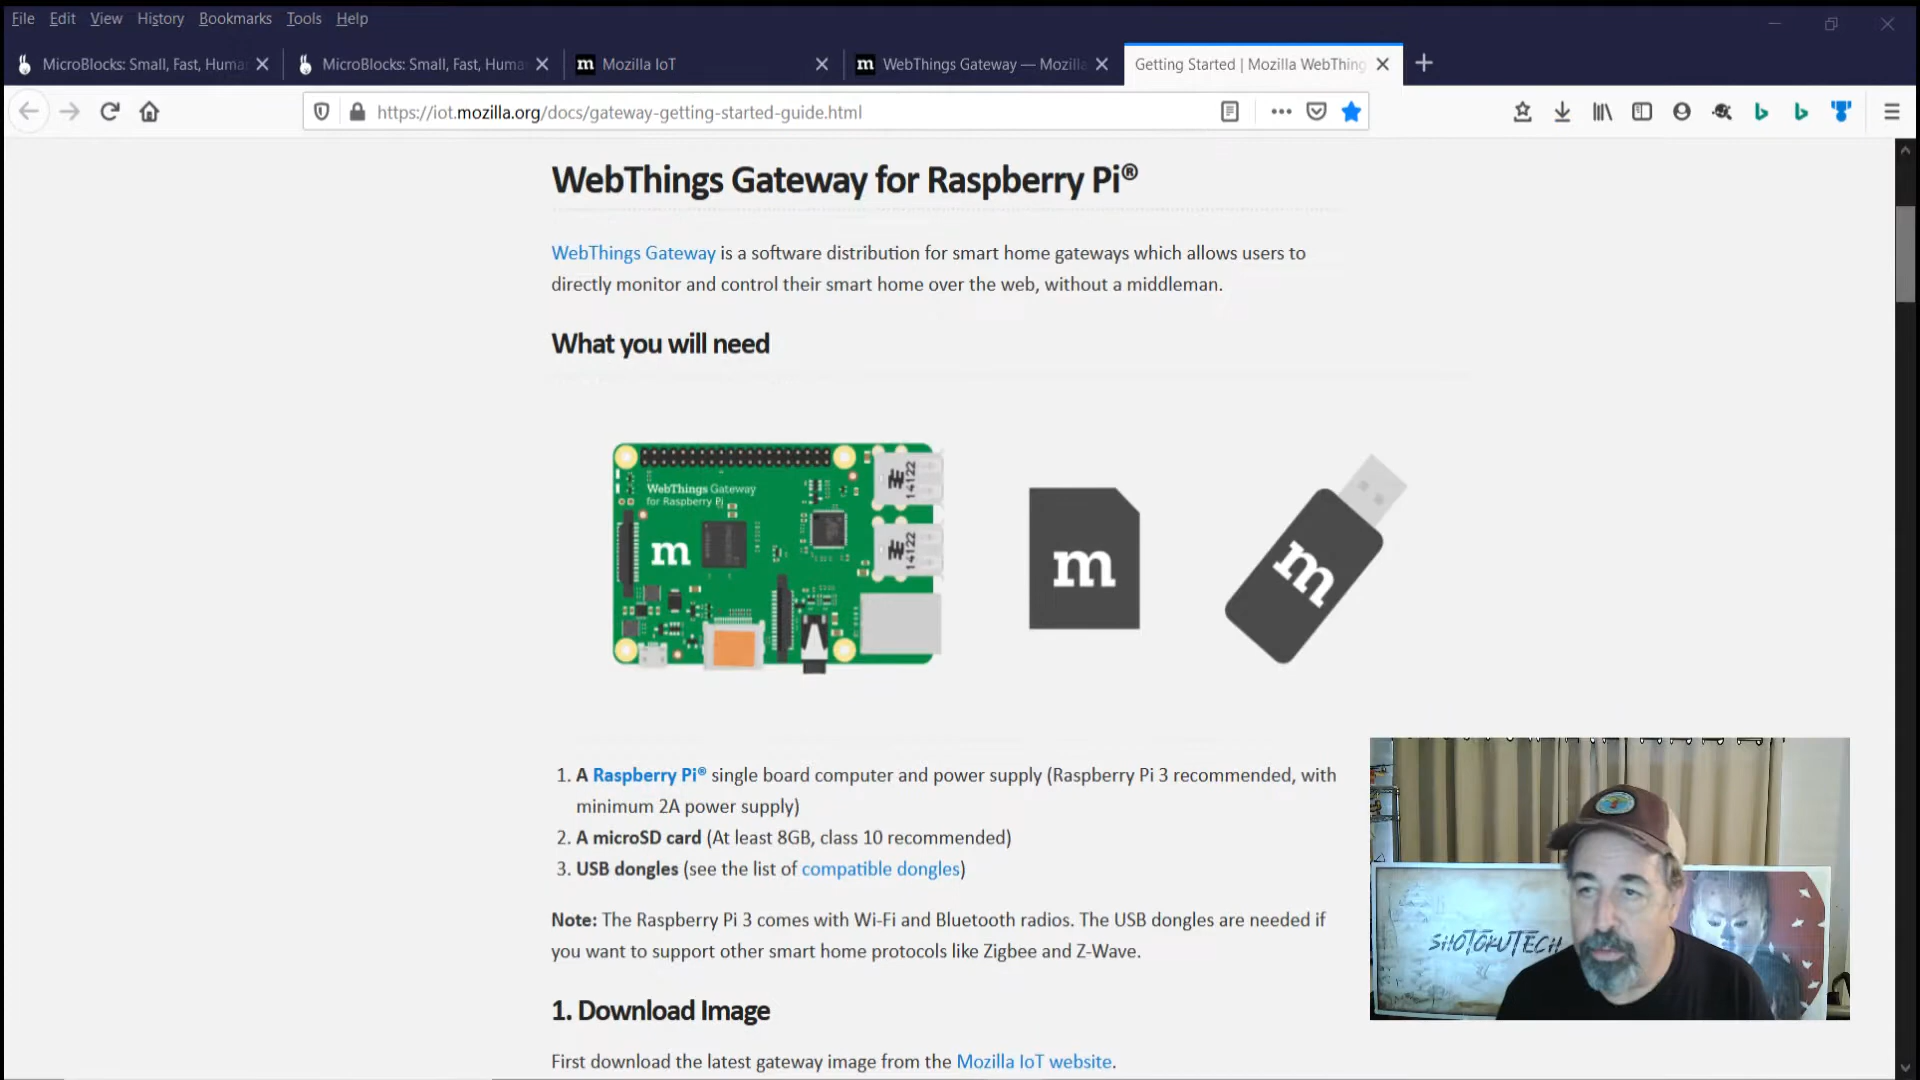 File Edit View History Bookmarks Tools Help
MicroBlocks: Small, Fast, Huma
MicroBlocks: Small, Fast, Huma
m Mozilla IoT
m WebThings Gateway — Mozilla
Getting Started | Mozilla WebThing
https://iot.mozilla.org/docs/gateway-getting-started-guide.html
WebThings Gateway for Raspberry Pi®
WebThings Gateway is a software distribution for smart home gateways which allows users to
directly monitor and control their smart home over the web, without a middleman.
What you will need
WebThings Gateway
for Raspberry Pi
m
14122
14122
m
m
1. A Raspberry Pi® single board computer and power supply (Raspberry Pi 3 recommended, with
minimum 2A power supply)
2. A microSD card (At least 8GB, class 10 recommended)
3. USB dongles (see the list of compatible dongles)
Note: The Raspberry Pi 3 comes with Wi-Fi and Bluetooth radios. The USB dongles are needed if
you want to support other smart home protocols like Zigbee and Z-Wave.
SHOTOKUTECH
1. Download Image
First download the latest gateway image from the Mozilla IoT website.